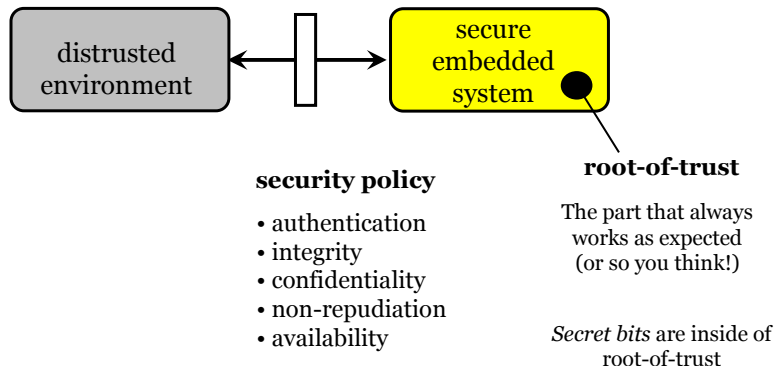 distrusted
environment
secure
embedded
system
security policy
• authentication
• integrity
• confidentiality
• non-repudiation
• availability
root-of-trust
The part that always
works as expected
(or so you think!)
Secret bits are inside of
root-of-trust